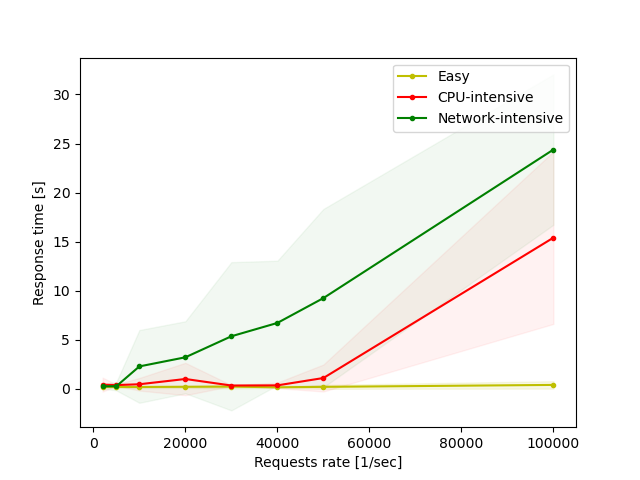 Easy
CPU-intensive
Network-intensive
Response time [s]
30
25
20
15
10
5
0
0 20000 40000 60000 80000 100000
Requests rate [1/sec]